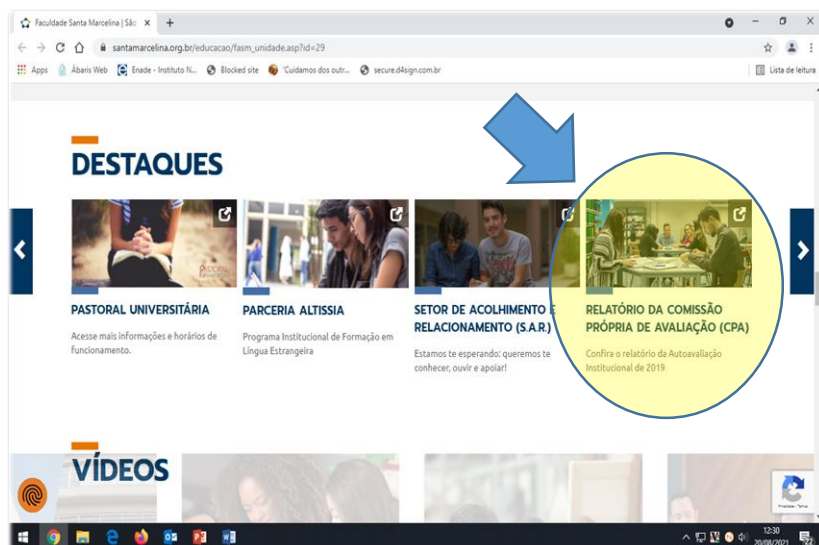 Faculdade Santa Marcelina | São
santamarcelina.org.br/educacao/fasm_unidade.asp?id=29
Apps Ábaris Web Enade - Instituto N... Blocked site 'Cuidamos dos outr... secure.d4sign.com.br Lista de leitura
DESTAQUES
PASTORAL
PASTORAL UNIVERSITÁRIA
Acesse mais informações e horários de
funcionamento.
PARCERIA ALTISSIA
Programa Institucional de Formação em
Língua Estrangeira
SETOR DE ACOLHIMENTO E
RELACIONAMENTO (S.A.R.)
Estamos te esperando: queremos te
conhecer, ouvir e apoiar!
RELATÓRIO DA COMISSÃO
PRÓPRIA DE AVALIAÇÃO (CPA)
Confira o relatório da Autoavaliação
Institucional de 2019
VÍDEOS
Privacidade - Termos
12:30
20/08/2021
22